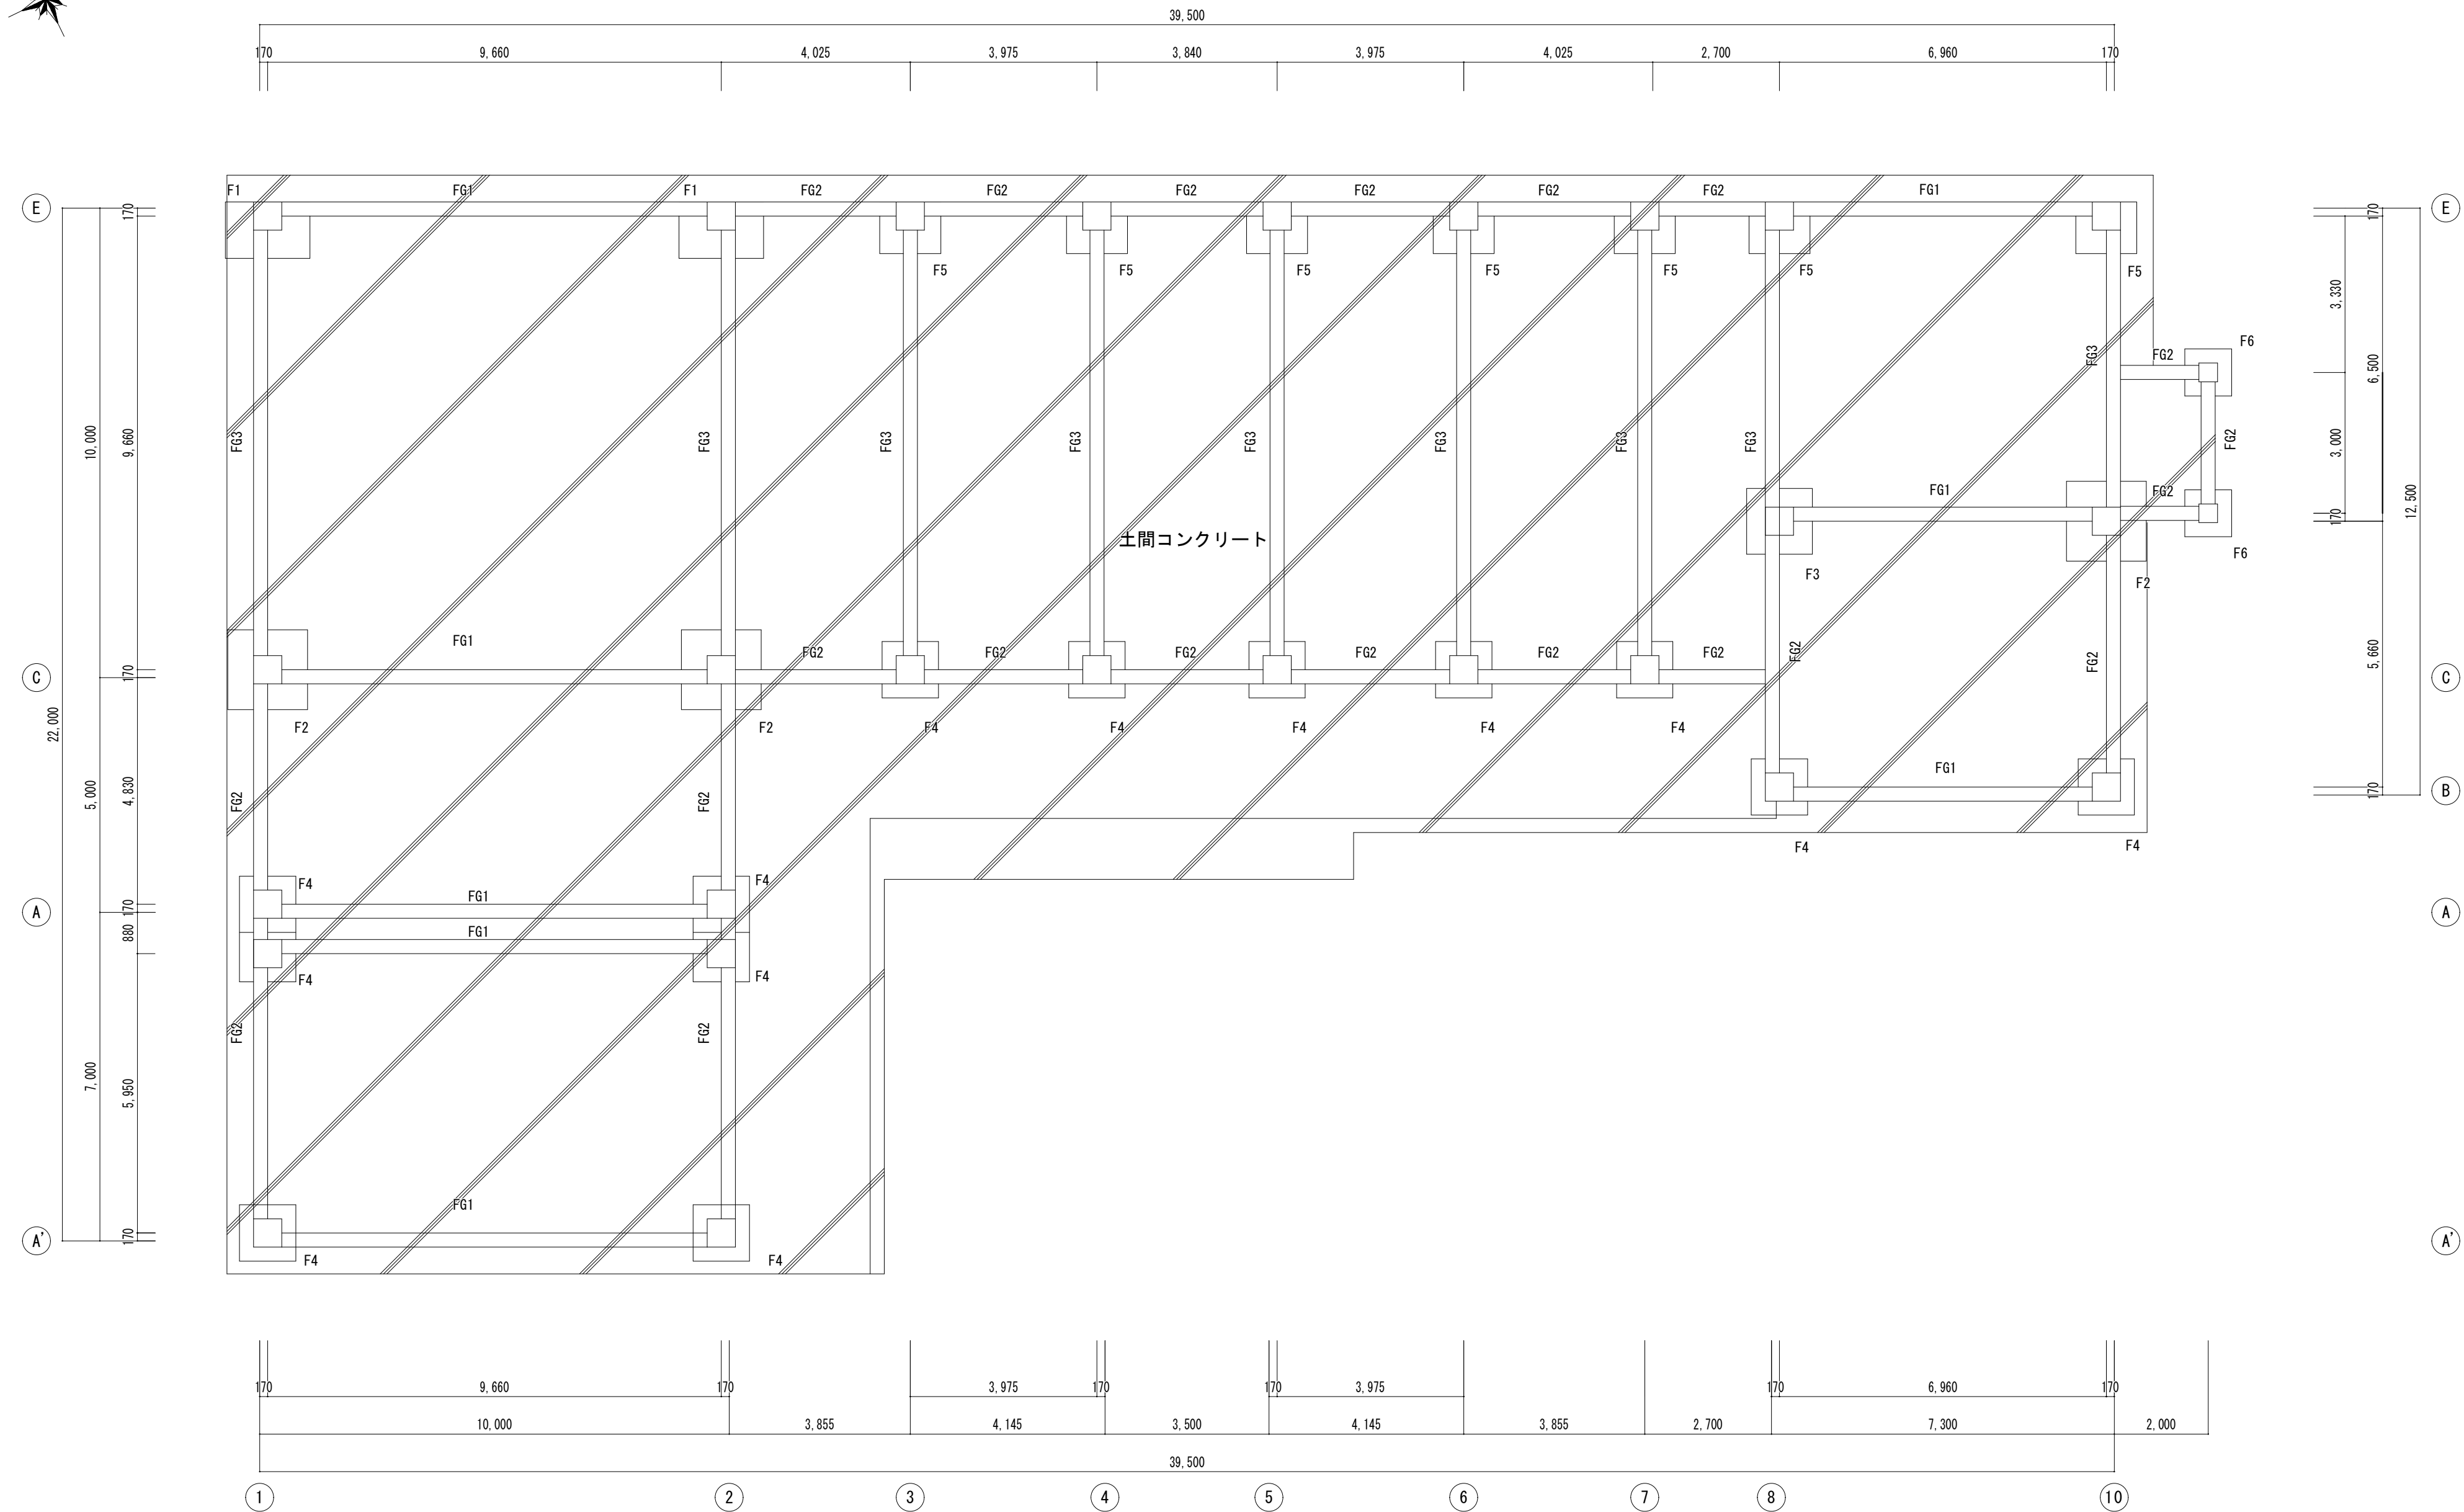 39,500
170 9,660 4,025 3,975 3,840 3,975 4,025 2,700 6,960 170
F1 FG1 F1 FG2 FG2 FG2 FG2 FG2 FG2 FG1
E 170 170 E
F5 F5 F5 F5 F5 F5 F5
3,330
F6
FG3 FG2
6,500
10,000 9,660 FG3 FG3 FG3 FG3 FG3 FG3 FG3 FG3 FG2 3,000
FG1 FG2
12,500
170
土間コンクリート
F6
F3 F2
FG1 FG2 FG2 FG2 FG2 FG2 FG2 FG2 FG2 5,660
C 170 C
22,000
F2 F2 F4 F4 F4 F4 F4
FG1
5,000 4,830 FG2 FG2 170 B
F4 F4
F4 F4
FG1
A 170 A
880 FG1
F4 F4
FG2 FG2
7,000 5,950
FG1
A' 170 A'
F4 F4
170 9,660 170 3,975 170 170 3,975 170 6,960 170
10,000 3,855 4,145 3,500 4,145 3,855 2,700 7,300 2,000
39,500
1 2 3 4 5 6 7 8 10